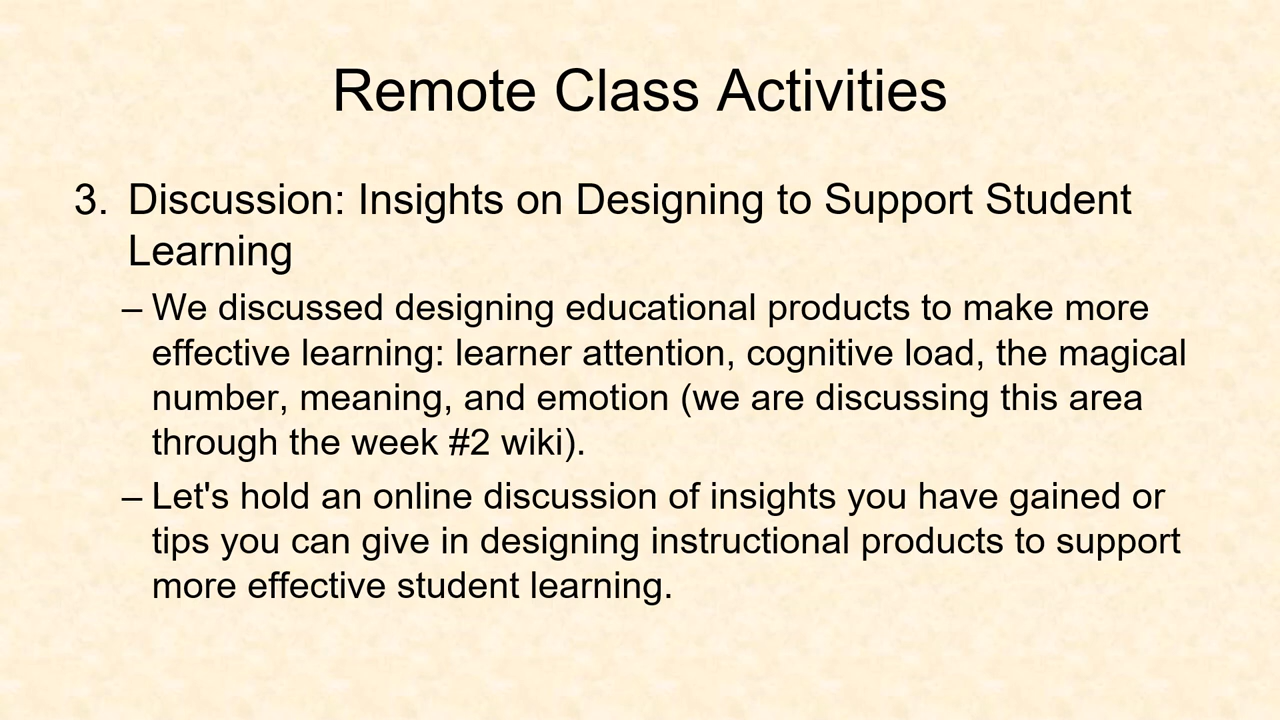 Remote Class Activities
3. Discussion: Insights on Designing to Support Student
Learning
– We discussed designing educational products to make more
effective learning: learner attention, cognitive load, the magical
number, meaning, and emotion (we are discussing this area
through the week #2 wiki).
– Let's hold an online discussion of insights you have gained or
tips you can give in designing instructional products to support
more effective student learning.